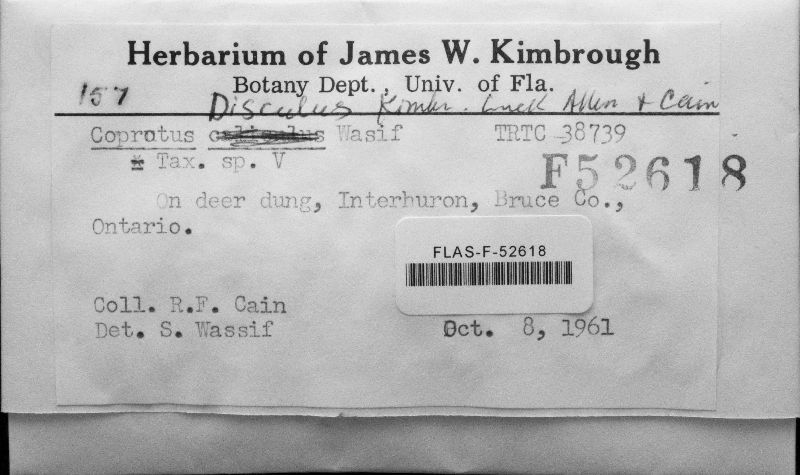 Herbarium of James W. Kimbrough
Botany Dept., Univ. of Fla.
157
Disculus Kimbr. Luck Allen & Cain
Coprotus Wasif TRTC 38739
* Tax. sp. V
F52618
On deer dung, Interhuron, Bruce Co.,
Ontario.
FLAS-F-52618
Coll. R.F. Cain
Det. S. Wassif Oct. 8, 1961